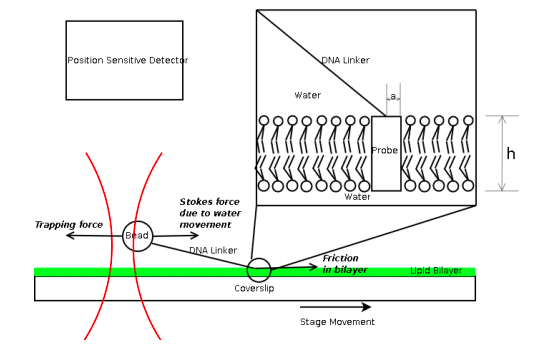 Position Sensitive Detector
DNA Linker
Water
a
Probe
h
Water
Stokes force
due to water
movement
Trapping force
Bead
DNA Linker
Friction
in bilayer
Lipid Bilayer
Coverslip
Stage Movement